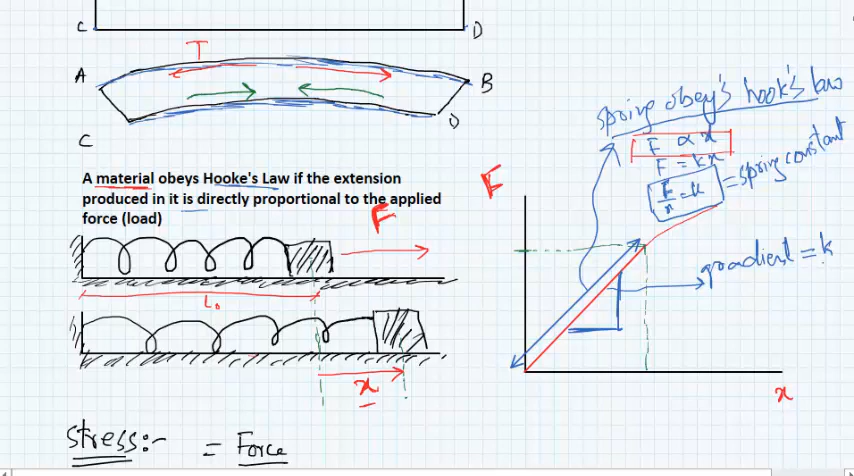 C D
T
A B
C D
A material obeys Hooke's Law if the extension
produced in it is directly proportional to the applied
force (load)
F
L₀
x
Stress:- = Force
spring obey's hook's law
F ∝ x
F = kx
F/x = k = spring constant
F
gradient = k
x